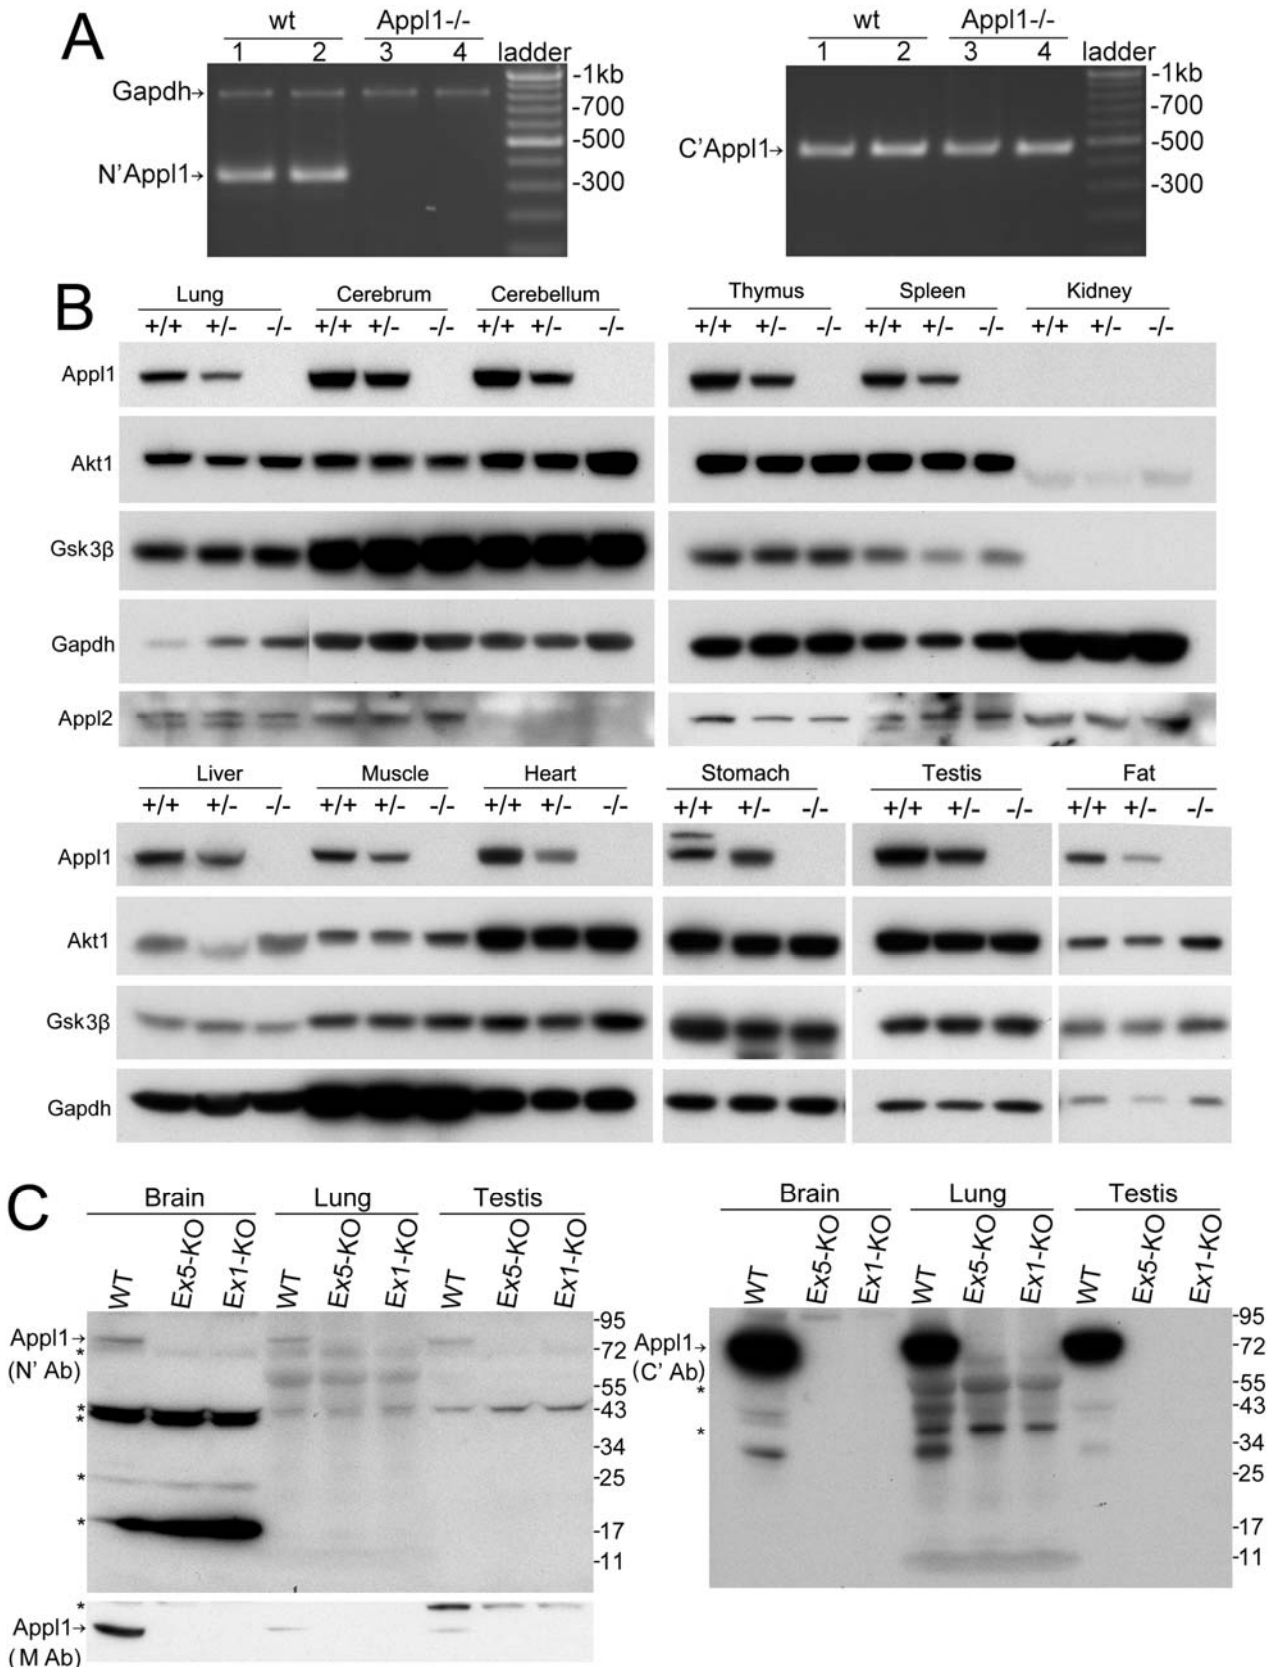 A
wt Appl1-/-
1 2 3 4 ladder
Gapdh→
N'Appl1→
-1kb
-700
-500
-300
wt Appl1-/-
1 2 3 4 ladder
C'Appl1→
-1kb
-700
-500
-300
B
Lung Cerebrum Cerebellum
+/+ +/- -/- +/+ +/- +/+ +/- -/-
Thymus Spleen Kidney
+/+ +/- -/- +/+ +/- -/- +/+ +/- -/-
Appl1
Akt1
Gsk3β
Gapdh
Appl2
Liver Muscle Heart Stomach Testis Fat
+/+ +/- -/- +/+ +/- -/- +/+ +/- -/- +/+ +/- -/- +/+ +/- -/- +/+ +/- -/-
Appl1
Akt1
Gsk3β
Gapdh
C
Brain Lung Testis
WT Ex5-KO Ex1-KO WT Ex5-KO Ex1-KO WT Ex5-KO Ex1-KO
Appl1→
(N' Ab)
*
*
*
*
*
-95
-72
-55
-43
-34
-25
-17
-11
*
Appl1→
(M Ab)
Brain Lung Testis
WT Ex5-KO Ex1-KO WT Ex5-KO Ex1-KO WT Ex5-KO Ex1-KO
Appl1→
(C' Ab)
*
*
-95
-72
-55
-43
-34
-25
-17
-11